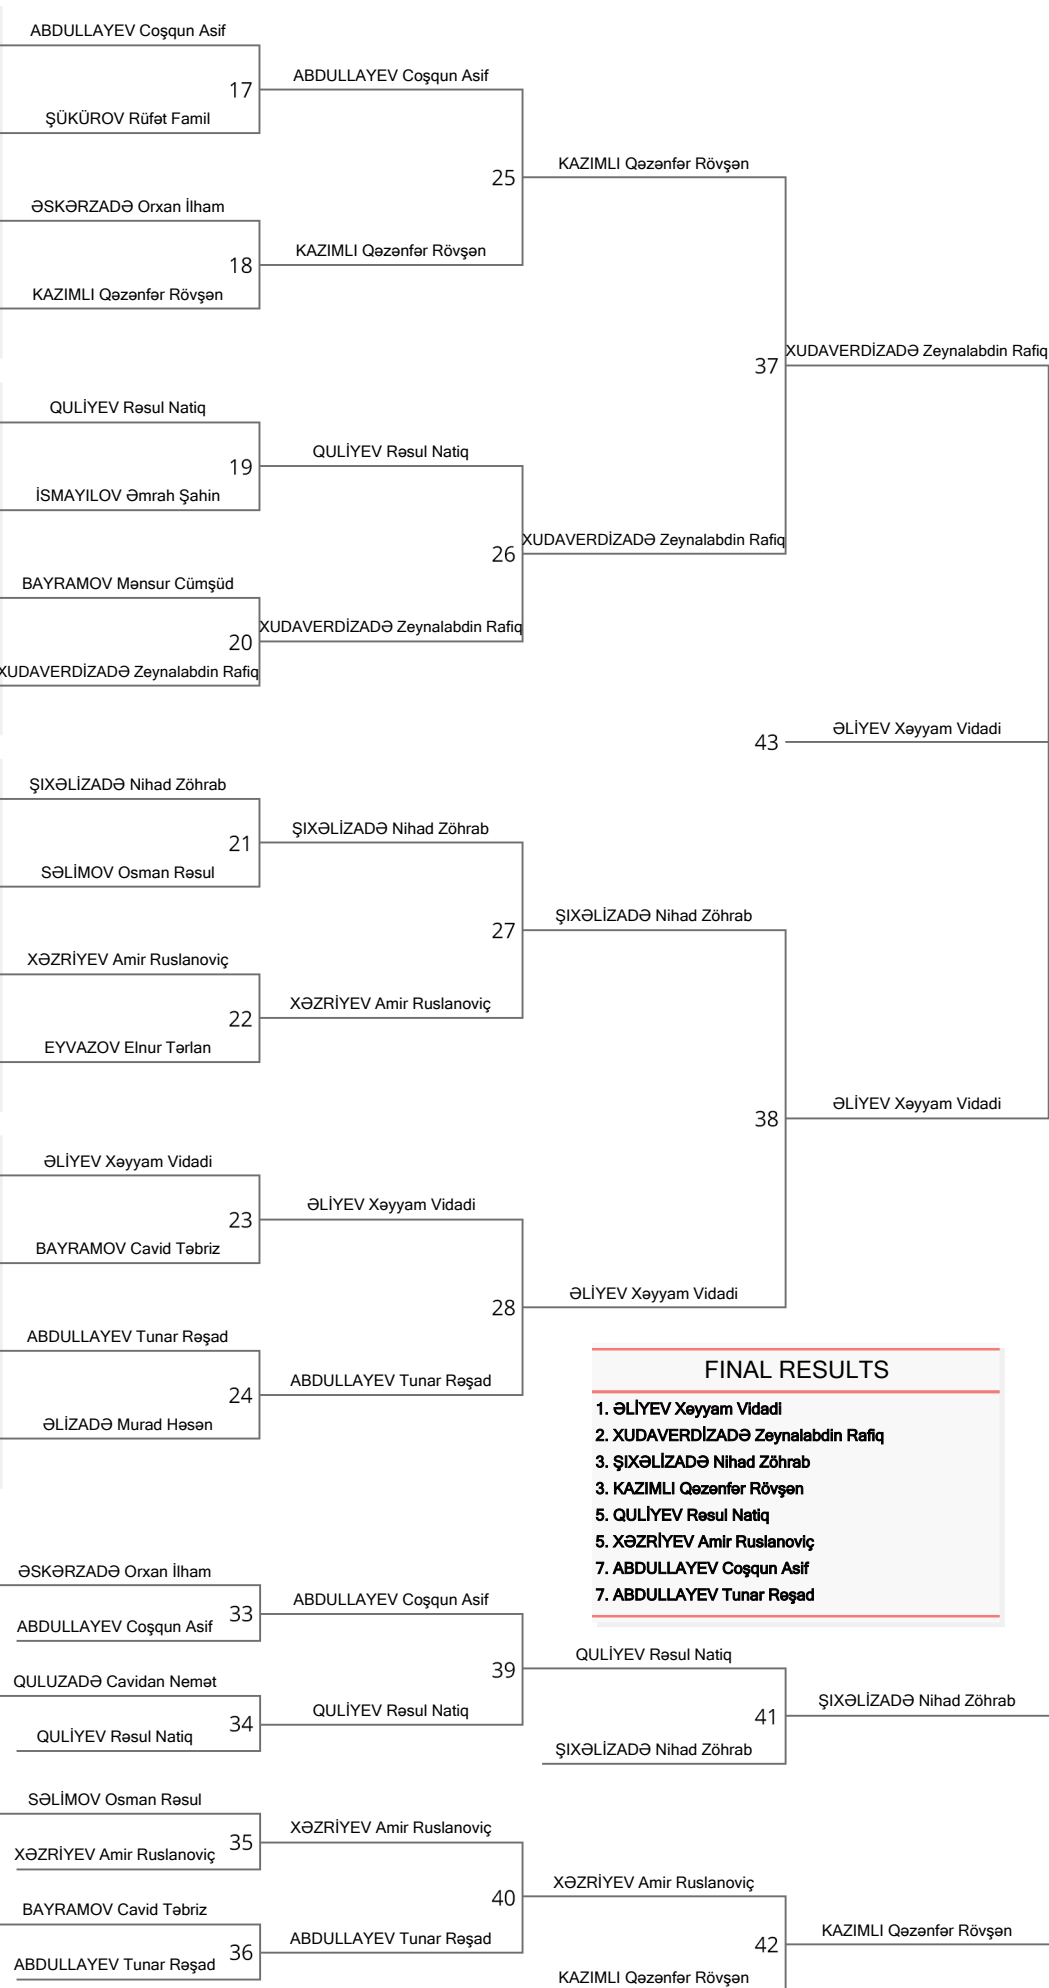 ABDULLAYEV Coşqun Asif
17
ABDULLAYEV Coşqun Asif
ŞÜKÜROV Rüfət Famil
25
KAZIMLI Qəzənfər Rövşən
ƏSKƏRZADƏ Orxan İlham
18
KAZIMLI Qəzənfər Rövşən
KAZIMLI Qəzənfər Rövşən
37
XUDAVERDİZADƏ Zeynalabdin Rafiq
QULİYEV Rəsul Natiq
19
QULİYEV Rəsul Natiq
İSMAYILOV Əmrah Şahin
26
XUDAVERDİZADƏ Zeynalabdin Rafiq
BAYRAMOV Mənsur Cümşüd
20
XUDAVERDİZADƏ Zeynalabdin Rafiq
XUDAVERDİZADƏ Zeynalabdin Rafiq
43
ƏLİYEV Xəyyam Vidadi
ŞIXƏLİZADƏ Nihad Zöhrab
21
ŞIXƏLİZADƏ Nihad Zöhrab
SƏLİMOV Osman Rəsul
27
ŞIXƏLİZADƏ Nihad Zöhrab
XƏZRİYEV Amir Ruslanoviç
22
XƏZRİYEV Amir Ruslanoviç
EYVAZOV Elnur Tərlan
38
ƏLİYEV Xəyyam Vidadi
ƏLİYEV Xəyyam Vidadi
23
ƏLİYEV Xəyyam Vidadi
BAYRAMOV Cavid Təbriz
28
ƏLİYEV Xəyyam Vidadi
ABDULLAYEV Tunar Rəşad
24
ABDULLAYEV Tunar Rəşad
ƏLİZADƏ Murad Həsən
FINAL RESULTS
1. ƏLİYEV Xəyyam Vidadi
2. XUDAVERDİZADƏ Zeynalabdin Rafiq
3. ŞIXƏLİZADƏ Nihad Zöhrab
3. KAZIMLI Qəzənfər Rövşən
5. QULİYEV Rəsul Natiq
5. XƏZRİYEV Amir Ruslanoviç
7. ABDULLAYEV Coşqun Asif
7. ABDULLAYEV Tunar Rəşad
ƏSKƏRZADƏ Orxan İlham
33
ABDULLAYEV Coşqun Asif
ABDULLAYEV Coşqun Asif
39
QULİYEV Rəsul Natiq
QULUZADƏ Cavidan Nemət
34
QULİYEV Rəsul Natiq
QULİYEV Rəsul Natiq
41
ŞIXƏLİZADƏ Nihad Zöhrab
ŞIXƏLİZADƏ Nihad Zöhrab
SƏLİMOV Osman Rəsul
35
XƏZRİYEV Amir Ruslanoviç
XƏZRİYEV Amir Ruslanoviç
40
XƏZRİYEV Amir Ruslanoviç
BAYRAMOV Cavid Təbriz
36
ABDULLAYEV Tunar Rəşad
ABDULLAYEV Tunar Rəşad
42
KAZIMLI Qəzənfər Rövşən
KAZIMLI Qəzənfər Rövşən